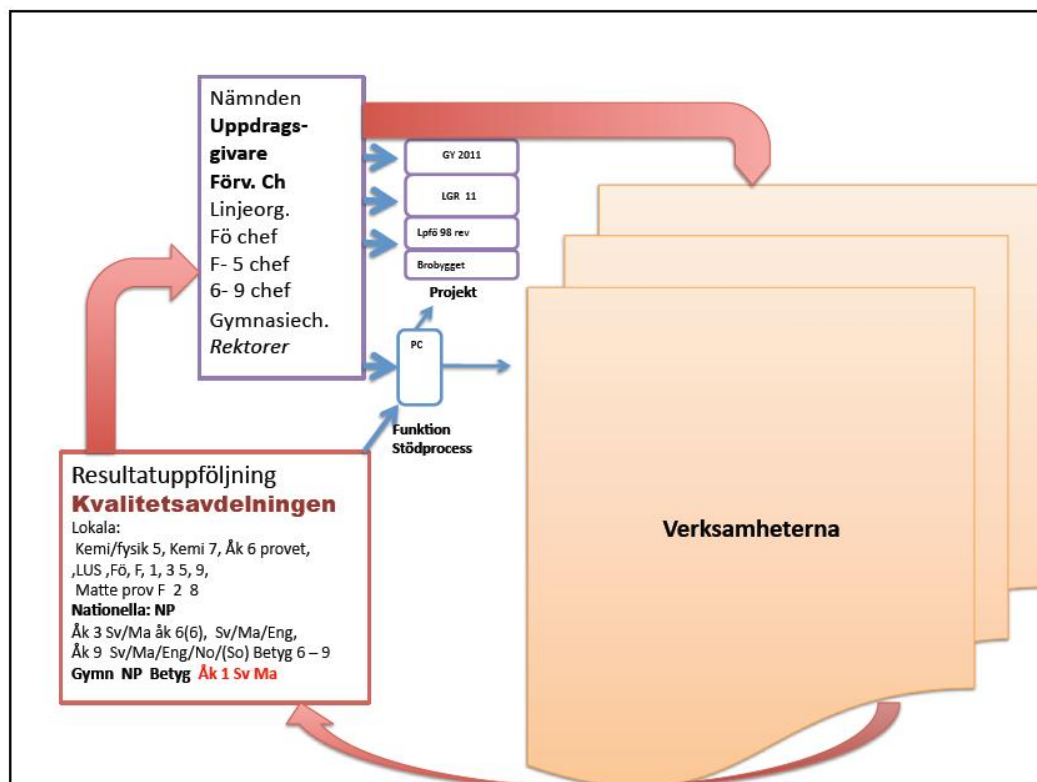 Nämnden
Uppdrags-
givare
Förv. Ch
Linjeorg.
Fö chef
F- 5 chef
6- 9 chef
Gymnasiech.
Rektorer
GY 2011
LGR 11
Lpfö 98 rev
Brobygget
Projekt
PC
Funktion
Stödprocess
Resultatuppföljning
Kvalitetsavdelningen
Lokala:
Kemi/fysik 5, Kemi 7, Åk 6 provet,
,LUS ,Fö, F, 1, 3 5, 9,
Matte prov F 2 8
Nationella: NP
Åk 3 Sv/Ma åk 6(6), Sv/Ma/Eng,
Åk 9 Sv/Ma/Eng/No/(So) Betyg 6 – 9
Gymn NP Betyg Åk 1 Sv Ma
Verksamheterna